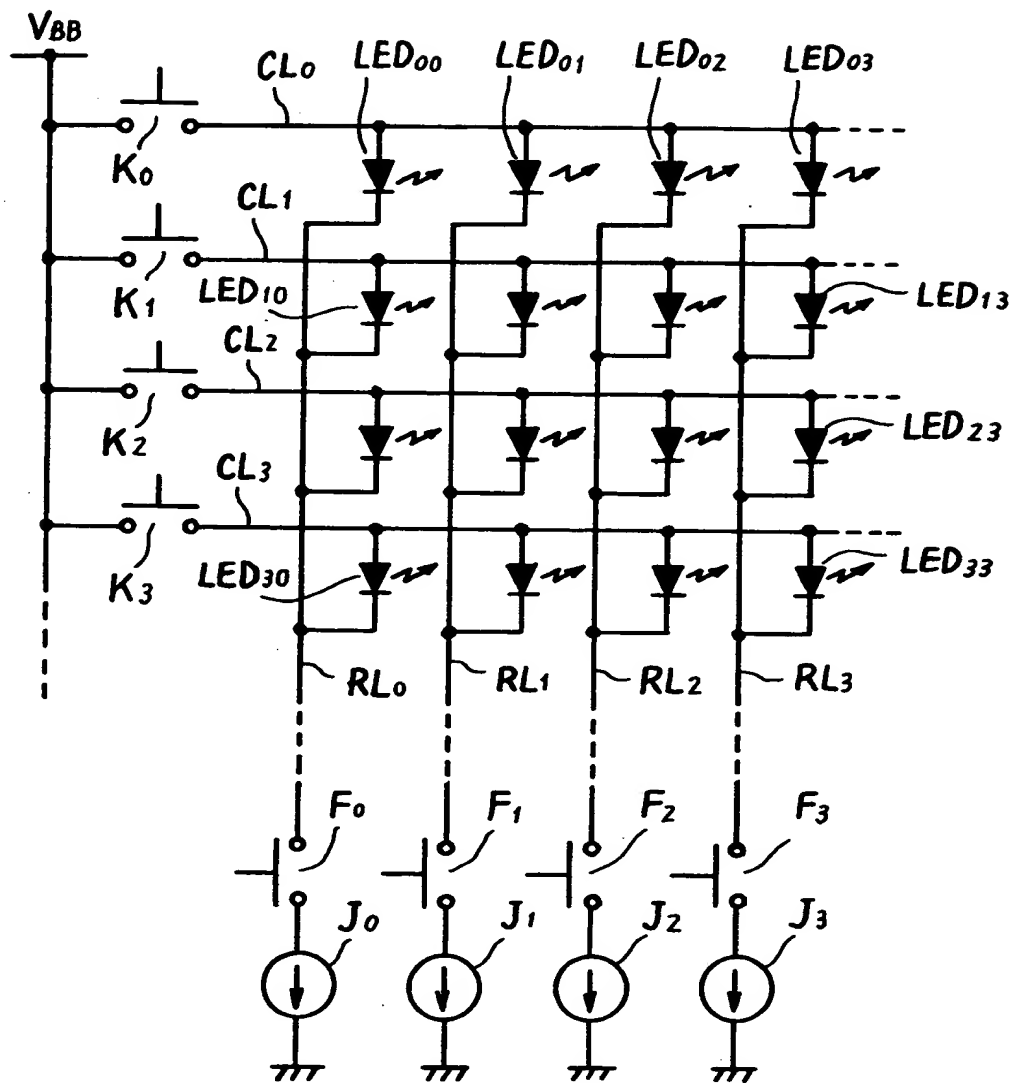 VBB
CL0 LED00 LED01 LED02 LED03
K0
CL1
K1 LED10 LED13
CL2
K2 LED23
CL3
K3 LED30 LED33
RL0 RL1 RL2 RL3
F0 F1 F2 F3
J0 J1 J2 J3